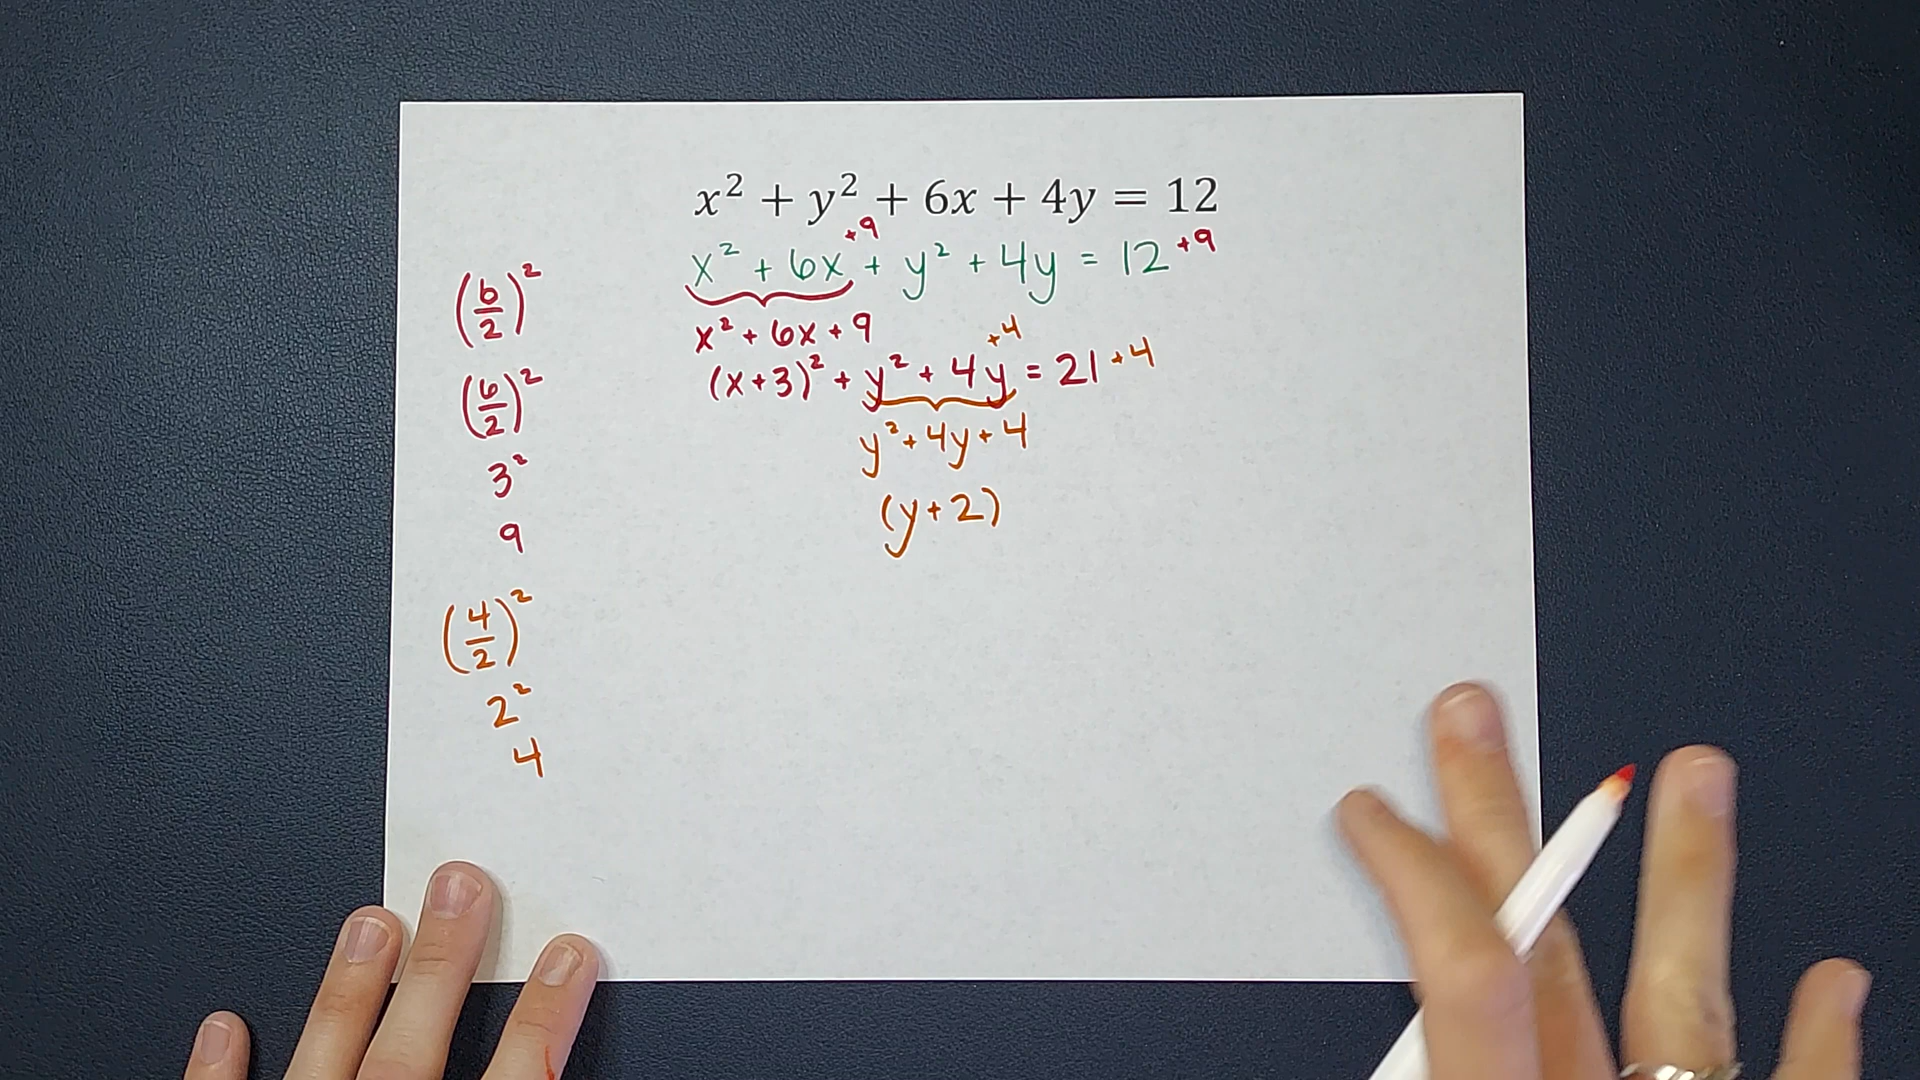 x² + y² + 6x + 4y = 12
+9
x² + 6x + y² + 4y = 12 +9
x² + 6x + 9
+4
(x+3)² + y² + 4y = 21 +4
y² + 4y + 4
(y+2)
(6/2)²
(6/2)²
3²
9
(4/2)²
2²
4